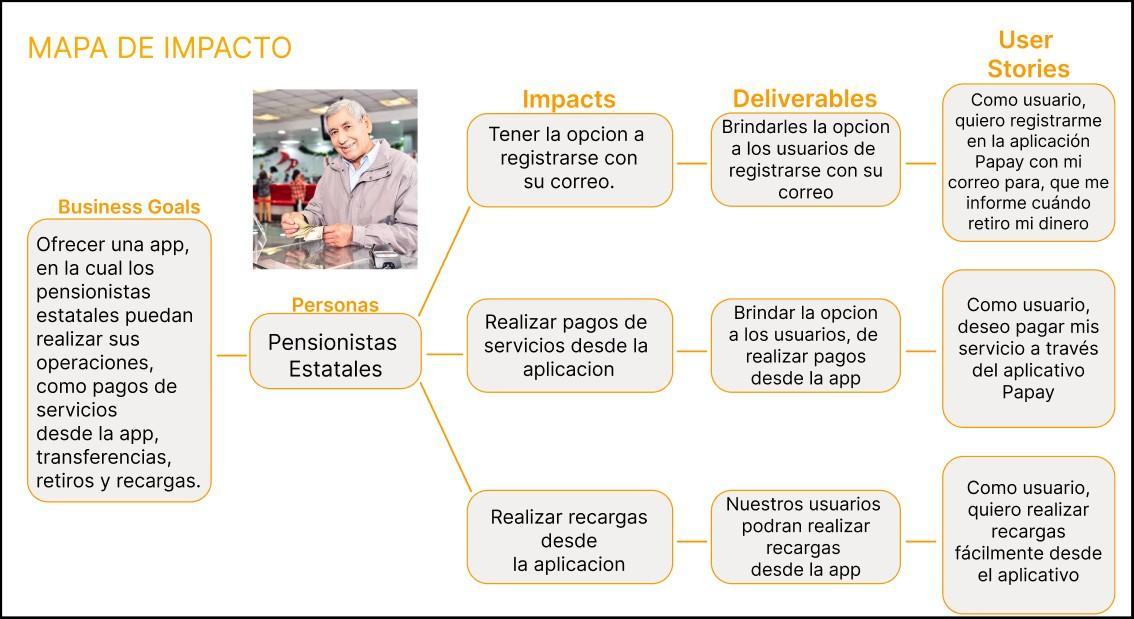 MAPA DE IMPACTO
Business Goals
Ofrecer una app,
en la cual los
pensionistas
estatales puedan
realizar sus
operaciones,
como pagos de
servicios
desde la app,
transferencias,
retiros y recargas.
Personas
Pensionistas
Estatales
Impacts
Tener la opcion a
registrarse con
su correo.
Realizar pagos de
servicios desde la
aplicacion
Realizar recargas
desde
la aplicacion
Deliverables
Brindarles la opcion
a los usuarios de
registrarse con su
correo
Brindar la opcion
a los usuarios, de
realizar pagos
desde la app
Nuestros usuarios
podran realizar
recargas
desde la app
User
Stories
Como usuario,
quiero registrarme
en la aplicación
Papay con mi
correo para, que me
informe cuándo
retiro mi dinero
Como usuario,
deseo pagar mis
servicio a través
del aplicativo
Papay
Como usuario,
quiero realizar
recargas
fácilmente desde
el aplicativo